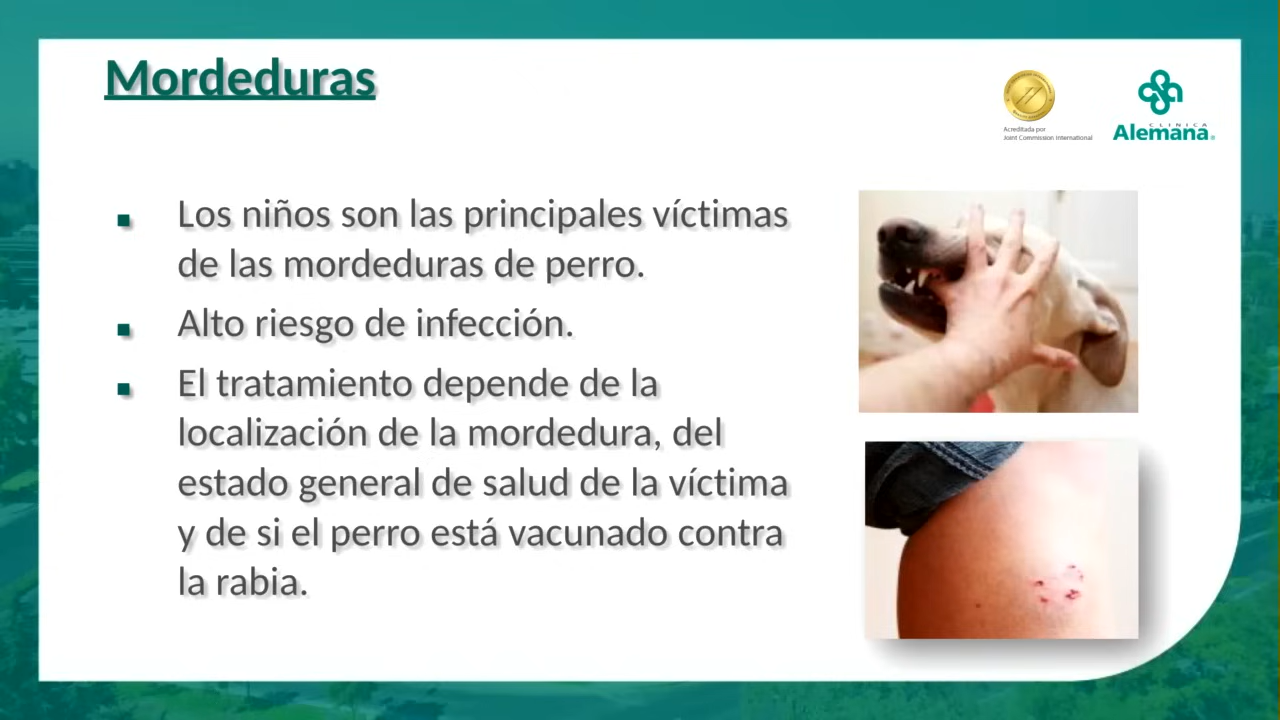 Mordeduras
Acreditada por
Joint Commission International
CLINICA
Alemana
Los niños son las principales víctimas
de las mordeduras de perro.
Alto riesgo de infección.
El tratamiento depende de la
localización de la mordedura, del
estado general de salud de la víctima
y de si el perro está vacunado contra
la rabia.